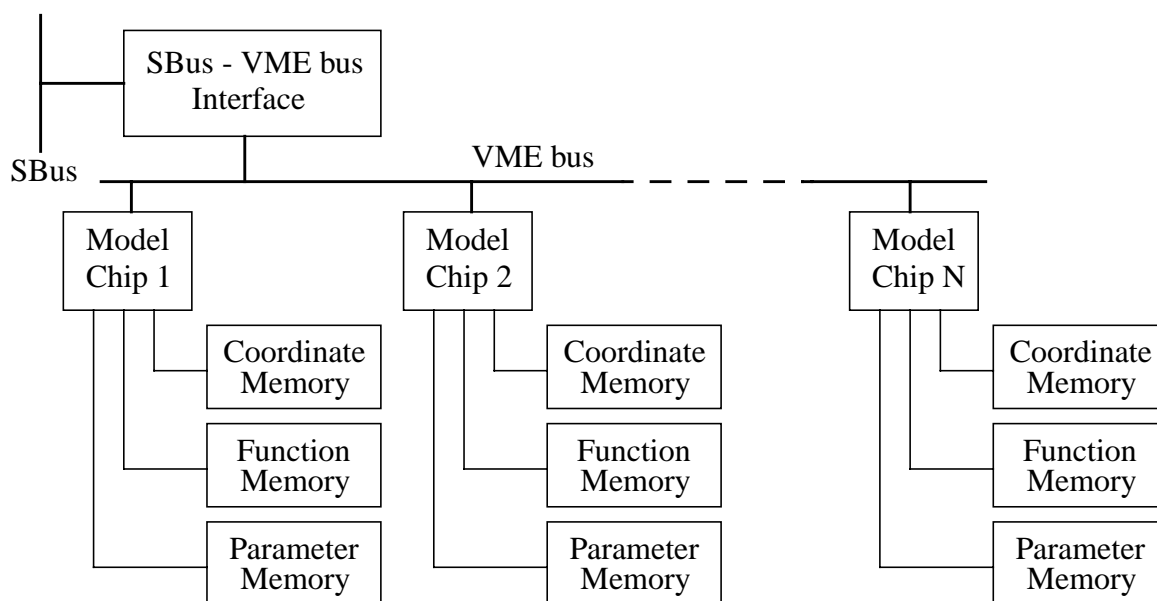 SBus - VME bus
Interface
SBus
VME bus
Model
Chip 1
Model
Chip 2
Model
Chip N
Coordinate
Memory
Coordinate
Memory
Coordinate
Memory
Function
Memory
Function
Memory
Function
Memory
Parameter
Memory
Parameter
Memory
Parameter
Memory